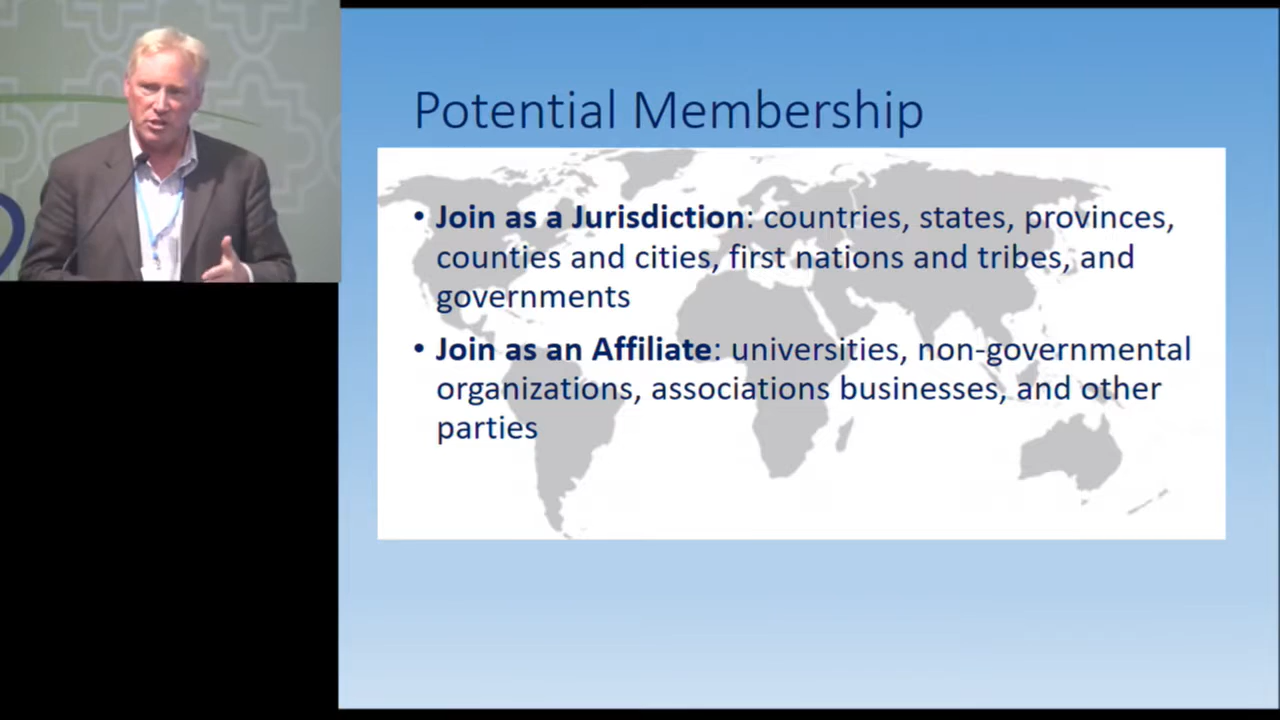 Potential Membership
• Join as a Jurisdiction: countries, states, provinces,
counties and cities, first nations and tribes, and
governments
• Join as an Affiliate: universities, non-governmental
organizations, associations businesses, and other
parties